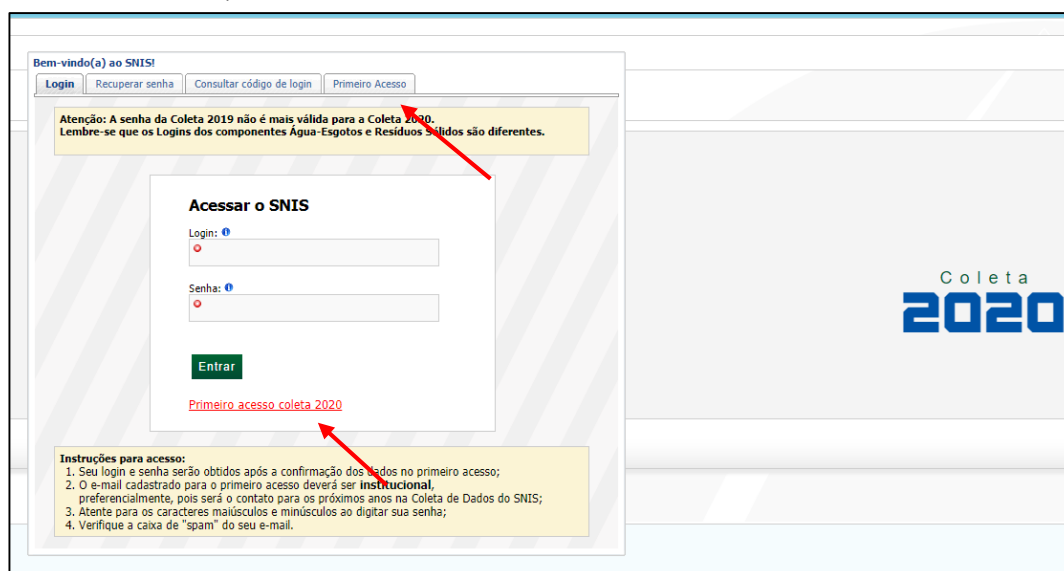 Bem-vindo(a) ao SNIS!
Login Recuperar senha Consultar código de login Primeiro Acesso
Atenção: A senha da Coleta 2019 não é mais válida para a Coleta 2020.
Lembre-se que os Logins dos componentes Água-Esgotos e Resíduos Sólidos são diferentes.
Acessar o SNIS
Login:
Senha:
Entrar
Primeiro acesso coleta 2020
Coleta
2020
Instruções para acesso:
1. Seu login e senha serão obtidos após a confirmação dos dados no primeiro acesso;
2. O e-mail cadastrado para o primeiro acesso deverá ser institucional,
preferencialmente, pois será o contato para os próximos anos na Coleta de Dados do SNIS;
3. Atente para os caracteres maiúsculos e minúsculos ao digitar sua senha;
4. Verifique a caixa de "spam" do seu e-mail.